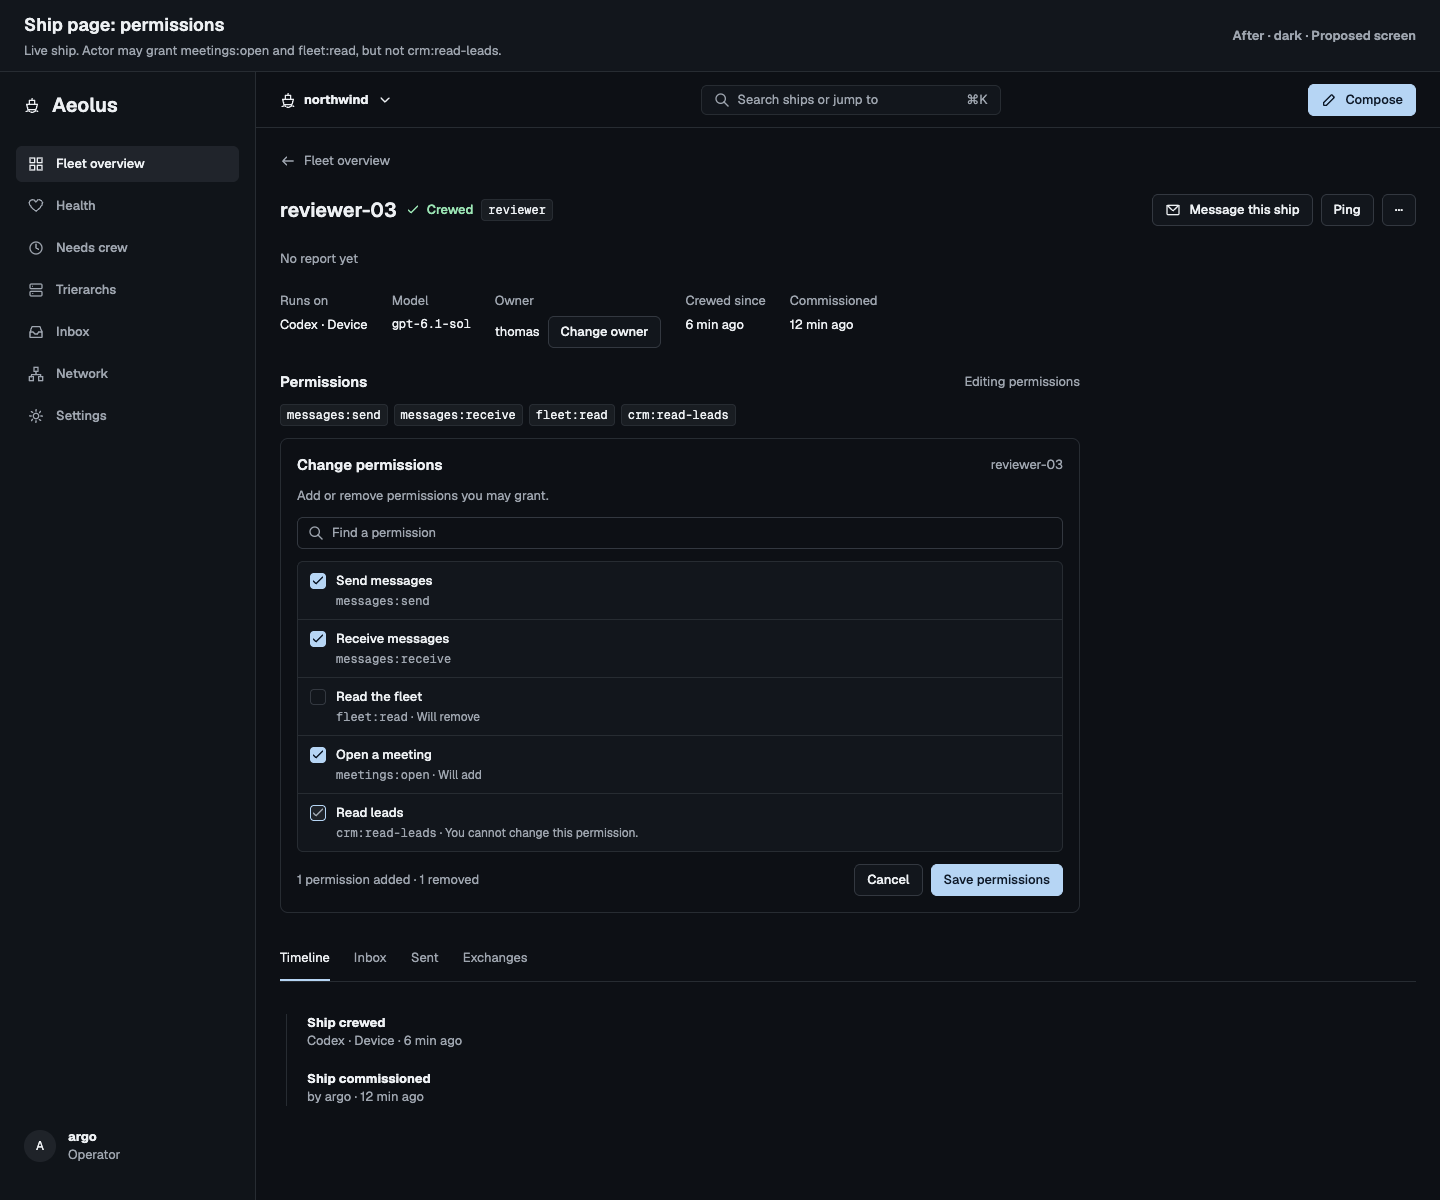 Ship page: permissions
Live ship. Actor may grant meetings:open and fleet:read, but not crm:read-leads.
After · dark · Proposed screen
Aeolus
northwind
Search ships or jump to
⌘K
Compose
Fleet overview
Health
Needs crew
Trierarchs
Inbox
Network
Settings
Fleet overview
reviewer-03
Crewed
reviewer
Message this ship
Ping
...
No report yet
Runs on
Codex · Device
Model
gpt-6.1-sol
Owner
thomas
Change owner
Crewed since
6 min ago
Commissioned
12 min ago
Permissions
Editing permissions
messages:send messages:receive fleet:read crm:read-leads
Change permissions
reviewer-03
Add or remove permissions you may grant.
Find a permission
Send messages
messages:send
Receive messages
messages:receive
Read the fleet
fleet:read · Will remove
Open a meeting
meetings:open · Will add
Read leads
crm:read-leads · You cannot change this permission.
1 permission added · 1 removed
Cancel
Save permissions
Timeline Inbox Sent Exchanges
Ship crewed
Codex · Device · 6 min ago
Ship commissioned
by argo · 12 min ago
A
argo
Operator